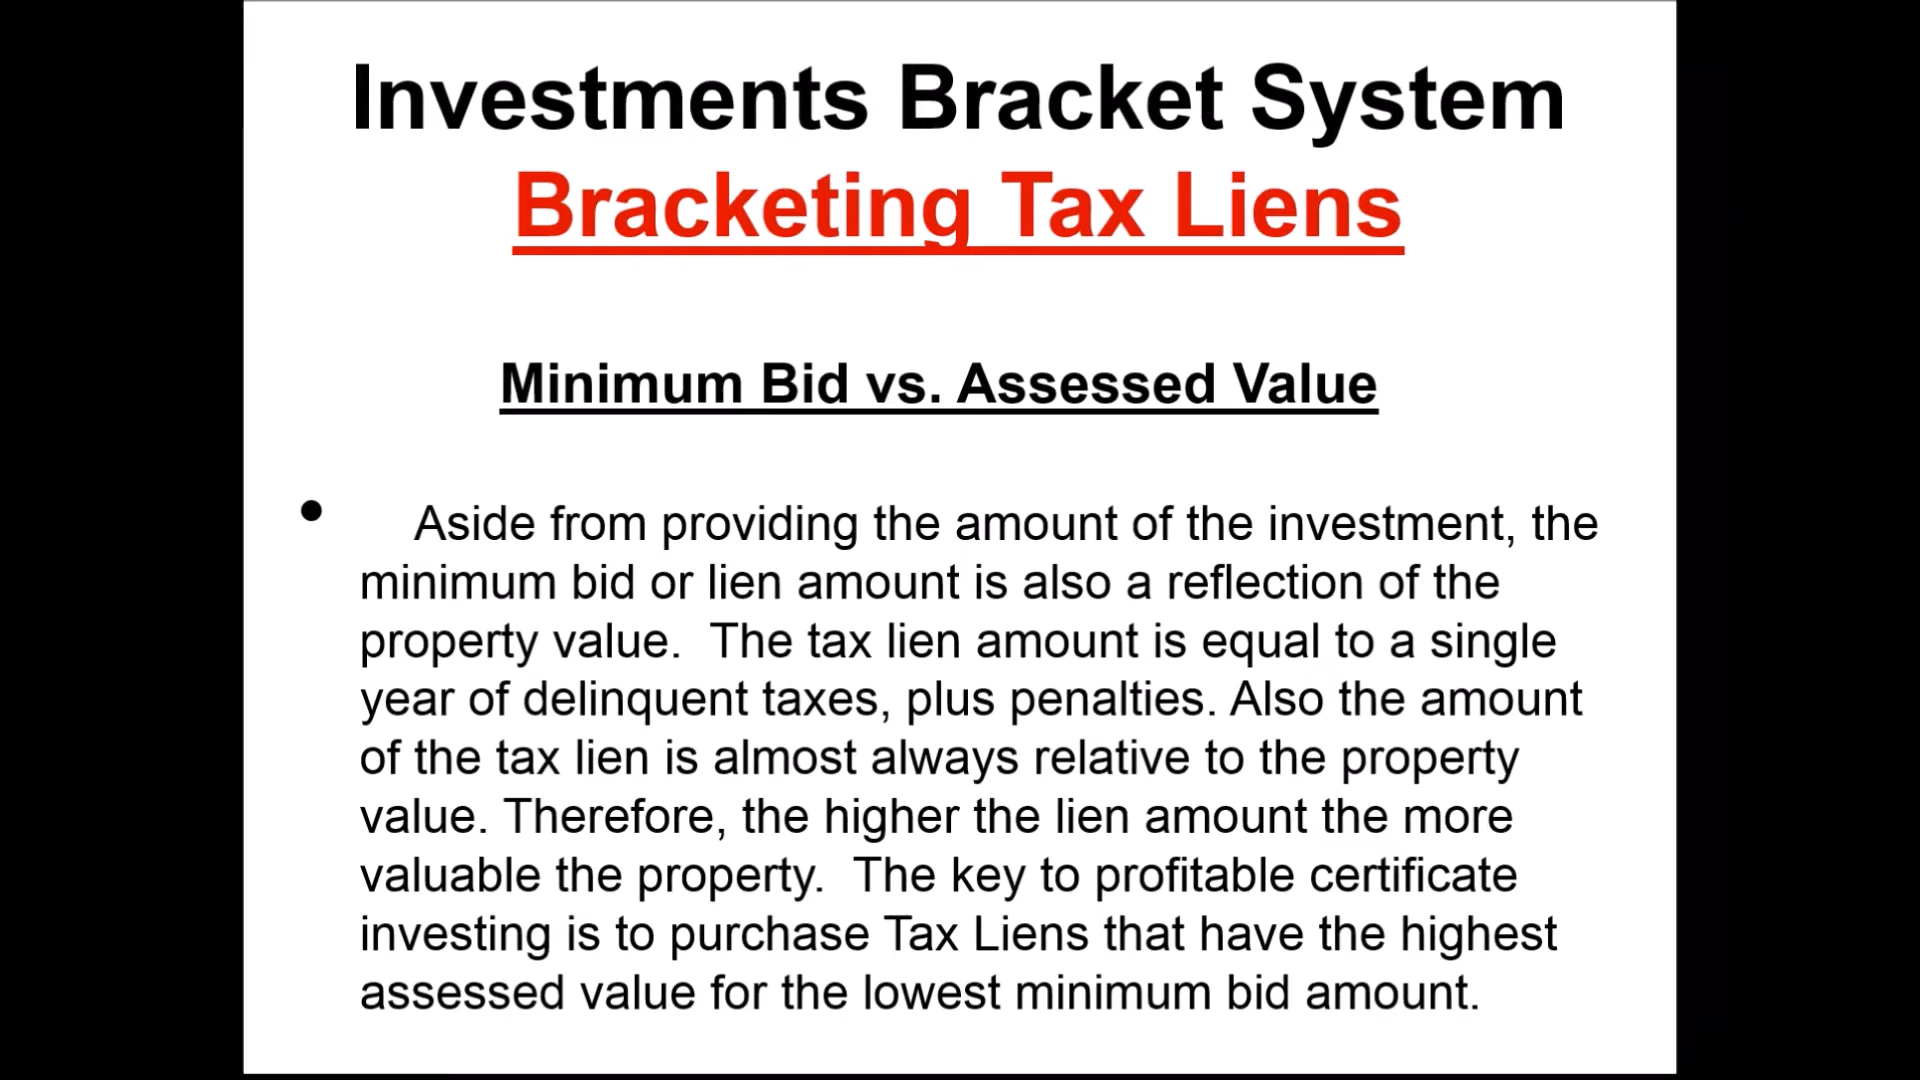 Investments Bracket System
Bracketing Tax Liens
Minimum Bid vs. Assessed Value
• Aside from providing the amount of the investment, the
minimum bid or lien amount is also a reflection of the
property value.  The tax lien amount is equal to a single
year of delinquent taxes, plus penalties. Also the amount
of the tax lien is almost always relative to the property
value. Therefore, the higher the lien amount the more
valuable the property.  The key to profitable certificate
investing is to purchase Tax Liens that have the highest
assessed value for the lowest minimum bid amount.